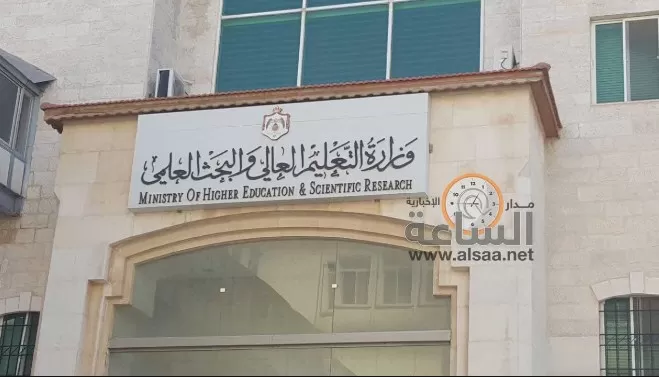 وزارة التعليم العالي والبحث العلمي
MINISTRY OF HIGHER EDUCATION & SCIENTIFIC RESEARCH
مدار
الإخبارية
الساعة
www.alsaa.net